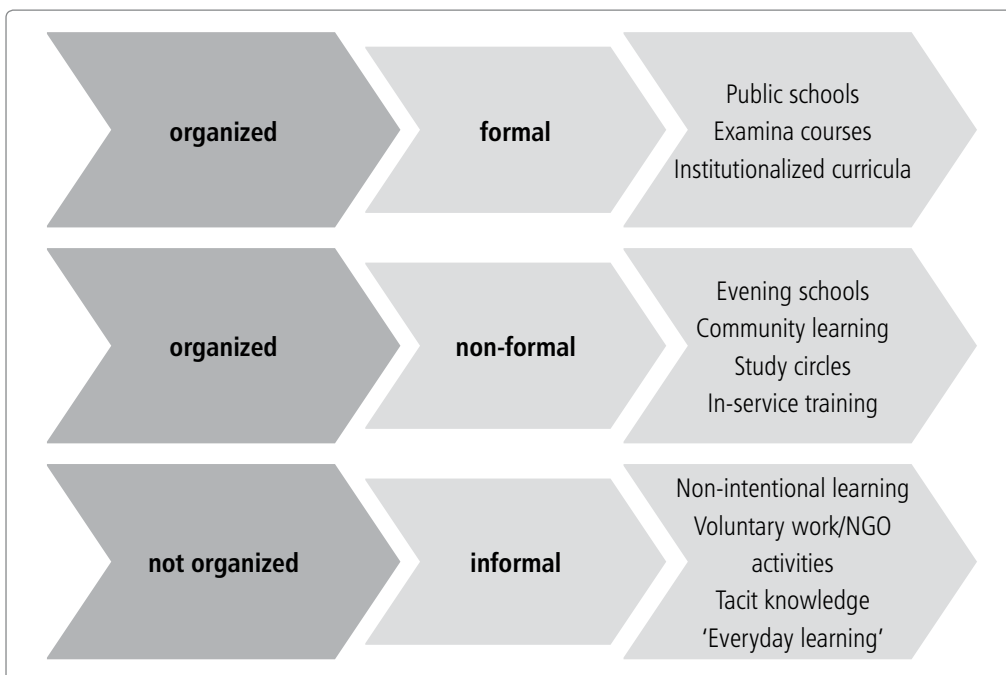 organized
formal
Public schools
Examina courses
Institutionalized curricula
organized
non-formal
Evening schools
Community learning
Study circles
In-service training
not organized
informal
Non-intentional learning
Voluntary work/NGO
activities
Tacit knowledge
‘Everyday learning’